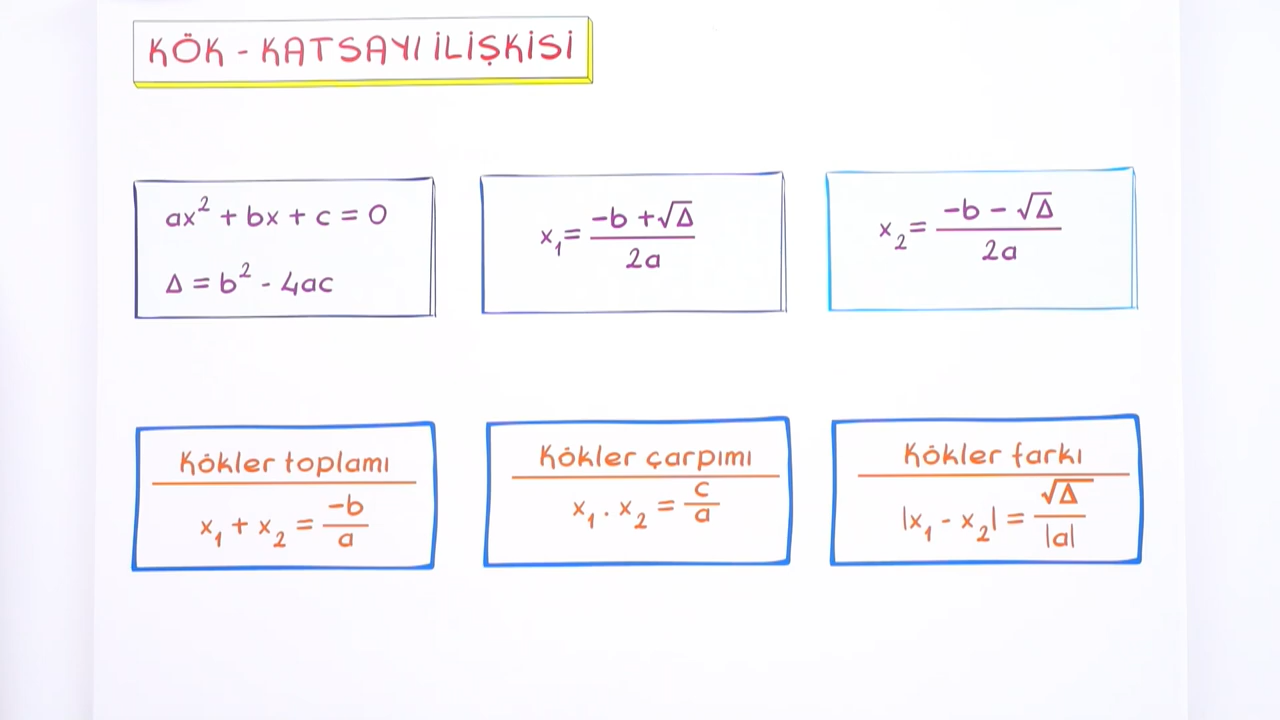 KÖK - KATSAYI İLİŞKİSİ
ax² + bx + c = 0
Δ = b² - 4ac
x₁ = (-b + √Δ) / 2a
x₂ = (-b - √Δ) / 2a
Kökler toplamı
x₁ + x₂ = -b / a
Kökler çarpımı
x₁ . x₂ = c / a
Kökler farkı
|x₁ - x₂| = √Δ / |a|